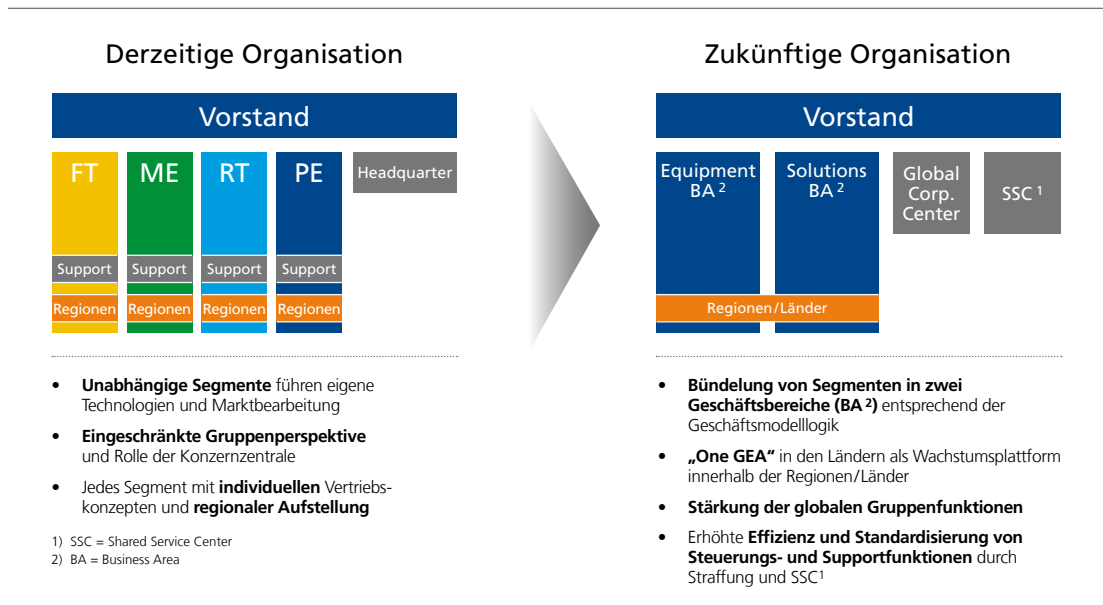 Derzeitige Organisation
Vorstand
FT
ME
RT
PE
Headquarter
Support
Support
Support
Support
Regionen
Regionen
Regionen
Regionen
• Unabhängige Segmente führen eigene
Technologien und Marktbearbeitung
• Eingeschränkte Gruppenperspektive
und Rolle der Konzernzentrale
• Jedes Segment mit individuellen Vertriebs-
konzepten und regionaler Aufstellung
1) SSC = Shared Service Center
2) BA = Business Area
Zukünftige Organisation
Vorstand
Equipment
BA 2
Solutions
BA 2
Global
Corp.
Center
SSC 1
Regionen/Länder
• Bündelung von Segmenten in zwei
Geschäftsbereiche (BA 2) entsprechend der
Geschäftsmodelllogik
• „One GEA“ in den Ländern als Wachstumsplattform
innerhalb der Regionen/Länder
• Stärkung der globalen Gruppenfunktionen
• Erhöhte Effizienz und Standardisierung von
Steuerungs- und Supportfunktionen durch
Straffung und SSC1